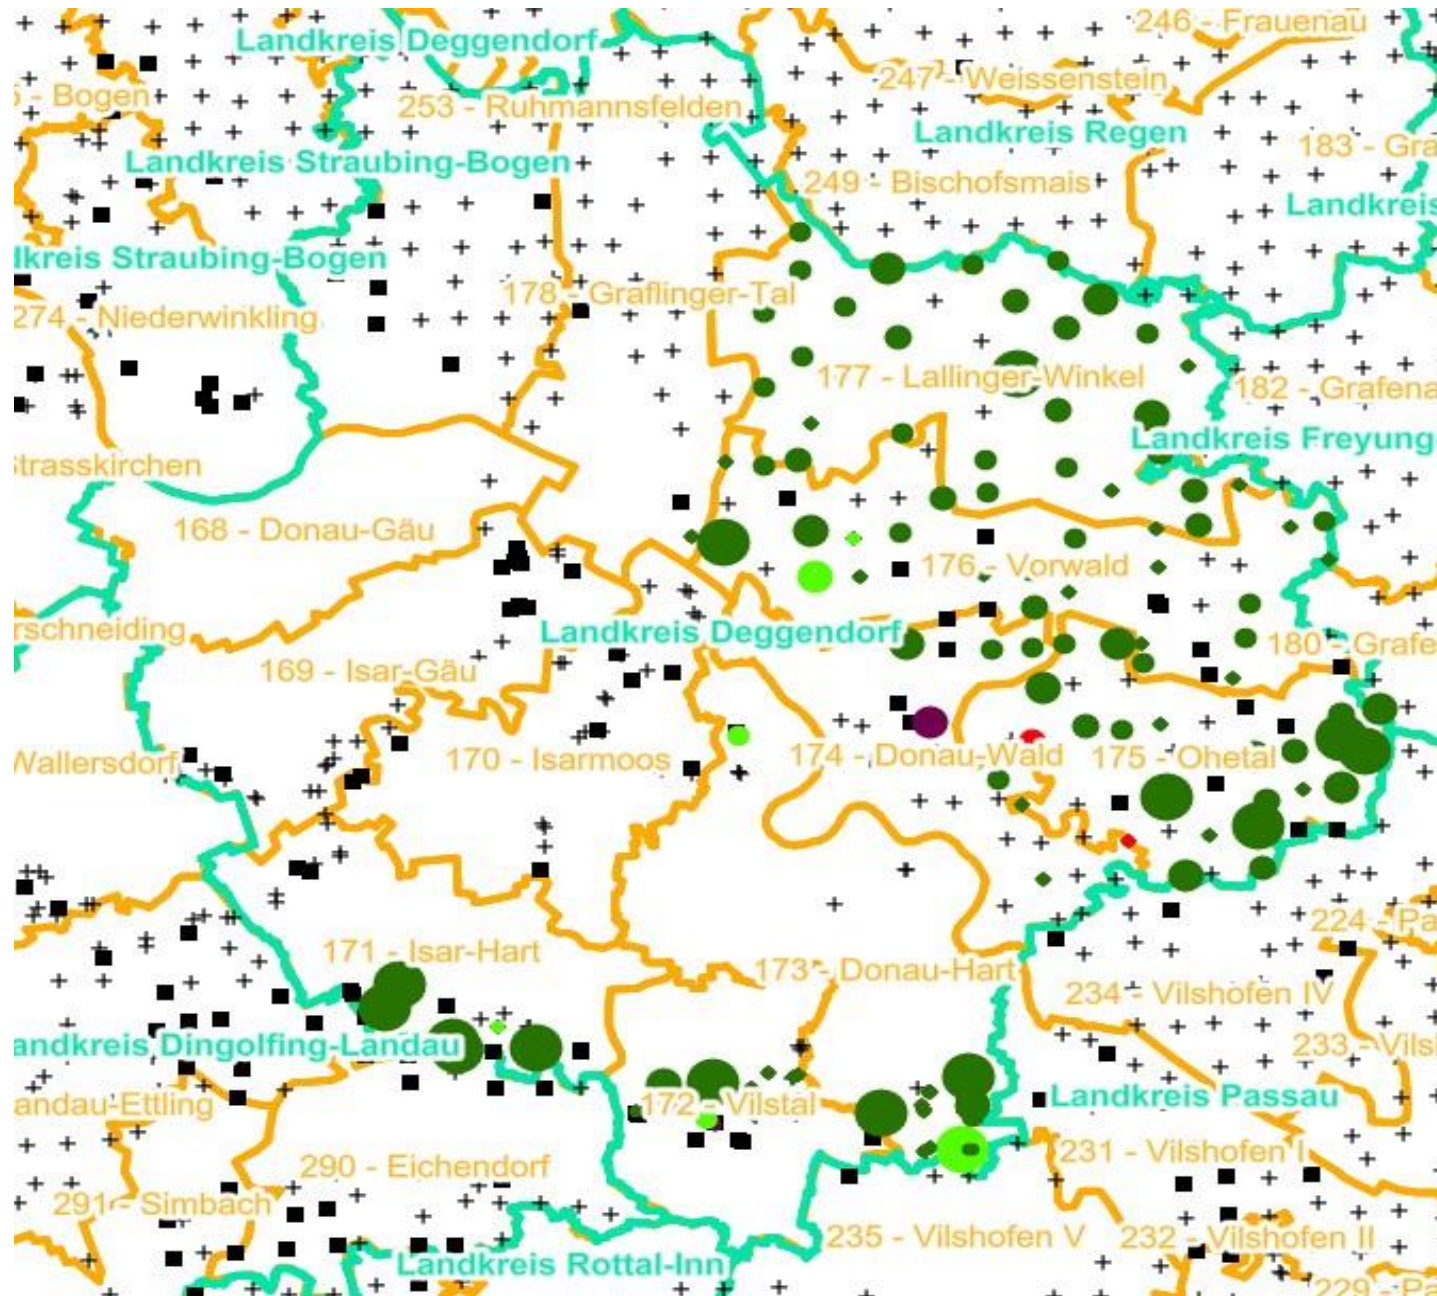 246 - Frauenau
Landkreis Deggendorf
247 - Weissenstein
- Bogen
253 - Ruhmannsfelden
Landkreis Regen
183 - Gra
Landkreis Straubing-Bogen
249 - Bischofsmais
Landkreis
lkreis Straubing-Bogen
178 - Graflinger-Tal
274 - Niederwinkling
177 - Lallinger-Winkel
182 - Grafena
Landkreis Freyung-
Strasskirchen
168 - Donau-Gäu
176 - Vorwald
rschneiding
Landkreis Deggendorf
180 - Grafe
169 - Isar-Gäu
Wallersdorf
170 - Isarmoos
174 - Donau-Wald
175 - Ohetal
224 - Pa
171 - Isar-Hart
173 - Donau-Hart
234 - Vilshofen IV
andkreis Dingolfing-Landau
233 - Vilsl
andau-Ettling
172 - Vilstal
Landkreis Passau
290 - Eichendorf
231 - Vilshofen I
291 - Simbach
235 - Vilshofen V
232 - Vilshofen II
Landkreis Rottal-Inn
229 - Pa